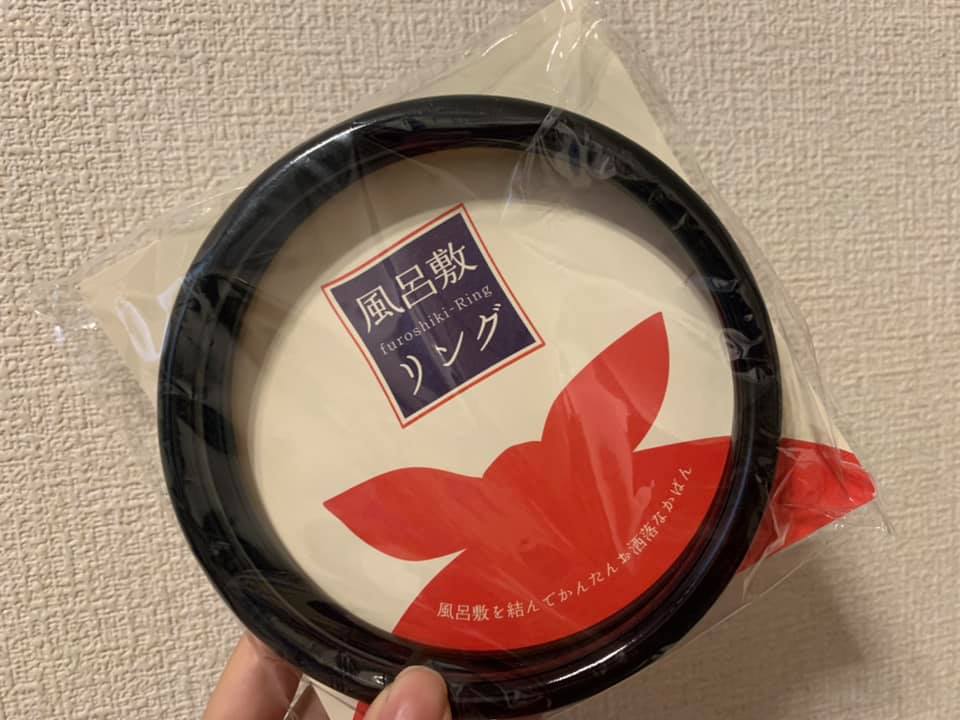 風呂敷
furoshiki-Ring
リング
風呂敷を結んでかんたんお洒落なかばん